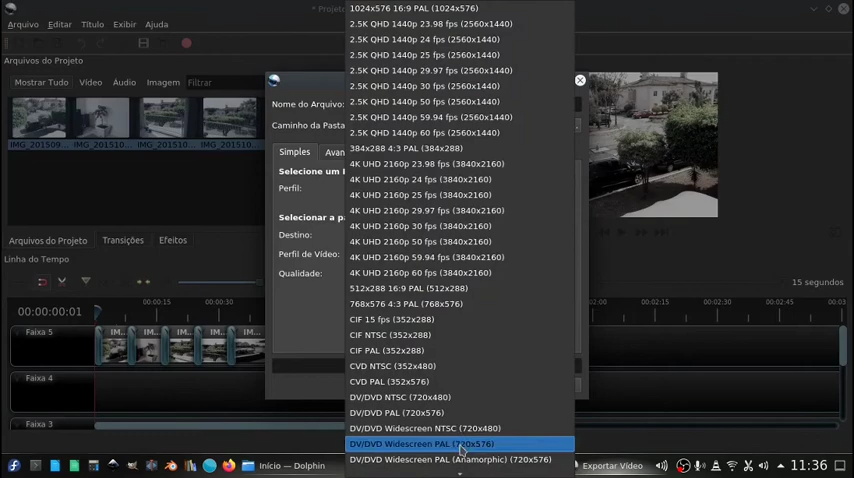 * Projeto
Arquivo Editar Título Exibir Ajuda
Arquivos do Projeto
Mostrar Tudo Vídeo Áudio Imagem Filtrar
IM... IM... IM... IM...
IMG_201509... IMG_201510... IMG_201510... IMG_201510...
Arquivos do Projeto Transições Efeitos
Linha do Tempo
15 segundos
00:00:00:01 00:00:15 00:00:30 00:02:15 00:02:30 00:02:45
Faixa 5
Faixa 4
Nome do Arquivo:
Caminho da Pasta
Simples
Selecione um
Perfil:
Selecionar a
Destino:
Perfil de Vídeo:
Qualidade:
1024x576 16:9 PAL (1024x576)
2.5K QHD 1440p 23.98 fps (2560x1440)
2.5K QHD 1440p 24 fps (2560x1440)
2.5K QHD 1440p 25 fps (2560x1440)
2.5K QHD 1440p 29.97 fps (2560x1440)
2.5K QHD 1440p 30 fps (2560x1440)
2.5K QHD 1440p 50 fps (2560x1440)
2.5K QHD 1440p 59.94 fps (2560x1440)
2.5K QHD 1440p 60 fps (2560x1440)
384x288 4:3 PAL (384x288)
4K UHD 2160p 23.98 fps (3840x2160)
4K UHD 2160p 24 fps (3840x2160)
4K UHD 2160p 25 fps (3840x2160)
4K UHD 2160p 29.97 fps (3840x2160)
4K UHD 2160p 30 fps (3840x2160)
4K UHD 2160p 50 fps (3840x2160)
4K UHD 2160p 59.94 fps (3840x2160)
4K UHD 2160p 60 fps (3840x2160)
512x288 16:9 PAL (512x288)
768x576 4:3 PAL (768x576)
CIF 15 fps (352x288)
CIF NTSC (352x288)
CIF PAL (352x288)
CVD NTSC (352x480)
CVD PAL (352x576)
DV/DVD NTSC (720x480)
DV/DVD PAL (720x576)
DV/DVD Widescreen NTSC (720x480)
DV/DVD Widescreen PAL (720x576)
DV/DVD Widescreen PAL (Anamorphic) (720x576)
Início — Dolphin Exportar Vídeo 11:36